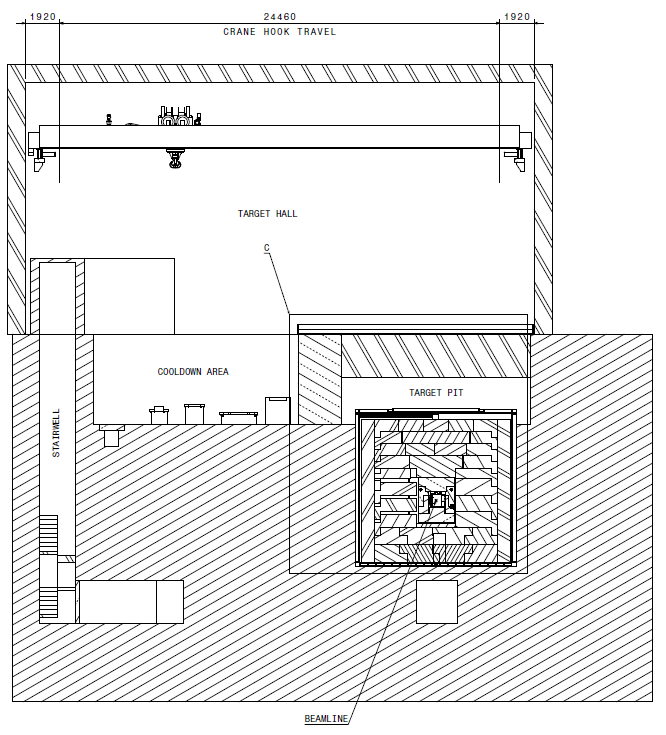 1920 24460 1920
CRANE HOOK TRAVEL
TARGET HALL
C
COOLDOWN AREA
TARGET PIT
STAIRWELL
BEAMLINE